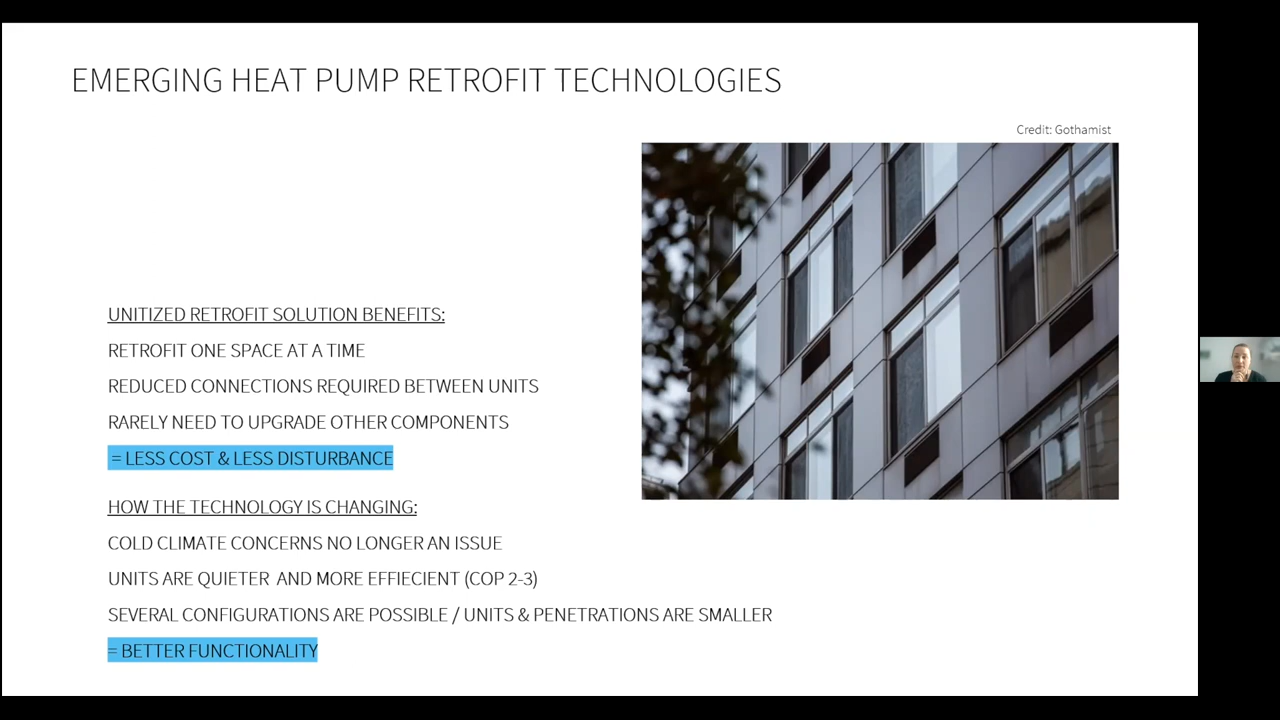 EMERGING HEAT PUMP RETROFIT TECHNOLOGIES
Credit: Gothamist
UNITIZED RETROFIT SOLUTION BENEFITS:
RETROFIT ONE SPACE AT A TIME
REDUCED CONNECTIONS REQUIRED BETWEEN UNITS
RARELY NEED TO UPGRADE OTHER COMPONENTS
= LESS COST & LESS DISTURBANCE
HOW THE TECHNOLOGY IS CHANGING:
COLD CLIMATE CONCERNS NO LONGER AN ISSUE
UNITS ARE QUIETER AND MORE EFFIECIENT (COP 2-3)
SEVERAL CONFIGURATIONS ARE POSSIBLE / UNITS & PENETRATIONS ARE SMALLER
= BETTER FUNCTIONALITY